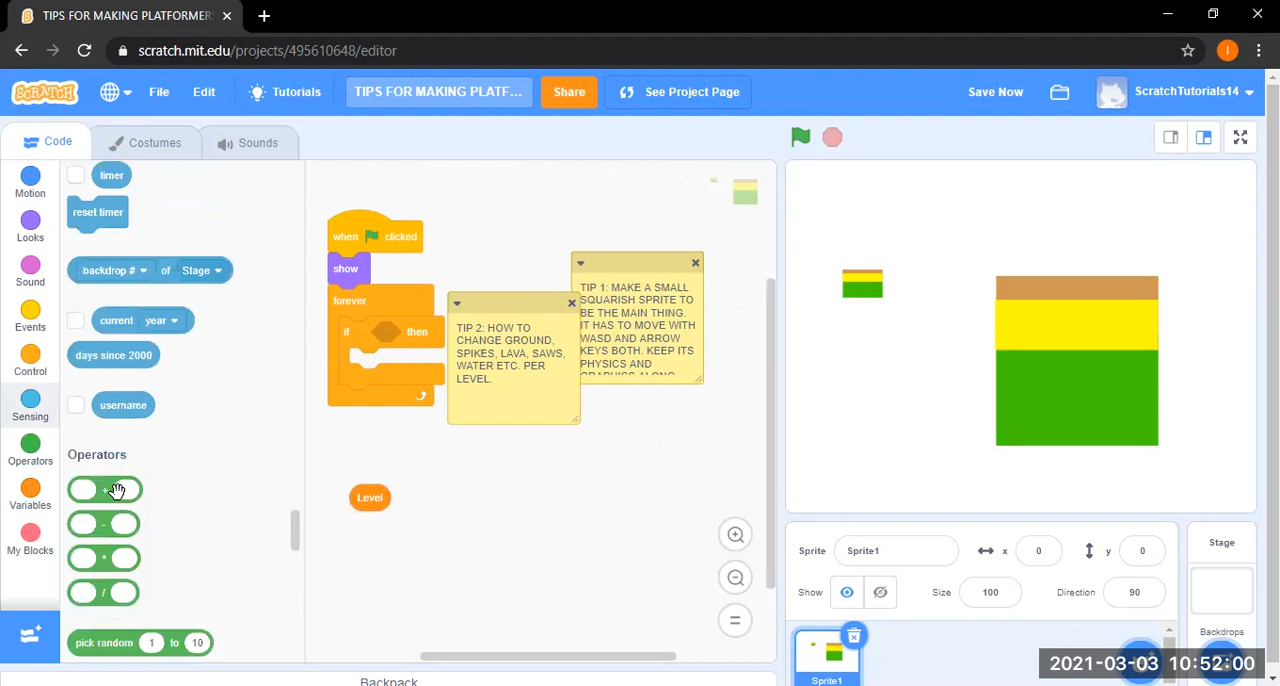 TIPS FOR MAKING PLATFORMER
scratch.mit.edu/projects/495610648/editor
I
SCRATCH
File
Edit
Tutorials
TIPS FOR MAKING PLATF...
Share
See Project Page
Save Now
ScratchTutorials14
Code
Costumes
Sounds
Motion
Looks
Sound
Events
Control
Sensing
Operators
Variables
My Blocks
timer
reset timer
backdrop # of Stage
current year
days since 2000
username
Operators
+
-
*
/
pick random 1 to 10
when clicked
show
forever
if then
TIP 2: HOW TO
CHANGE GROUND,
SPIKES, LAVA, SAWS,
WATER ETC. PER
LEVEL.
TIP 1: MAKE A SMALL
SQUARISH SPRITE TO
BE THE MAIN THING.
IT HAS TO MOVE WITH
WASD AND ARROW
KEYS BOTH. KEEP ITS
PHYSICS AND
Level
Backpack
Sprite Sprite1 x 0 y 0
Show Size 100 Direction 90
Sprite1
Stage
Backdrops
2021-03-03 10:52:00